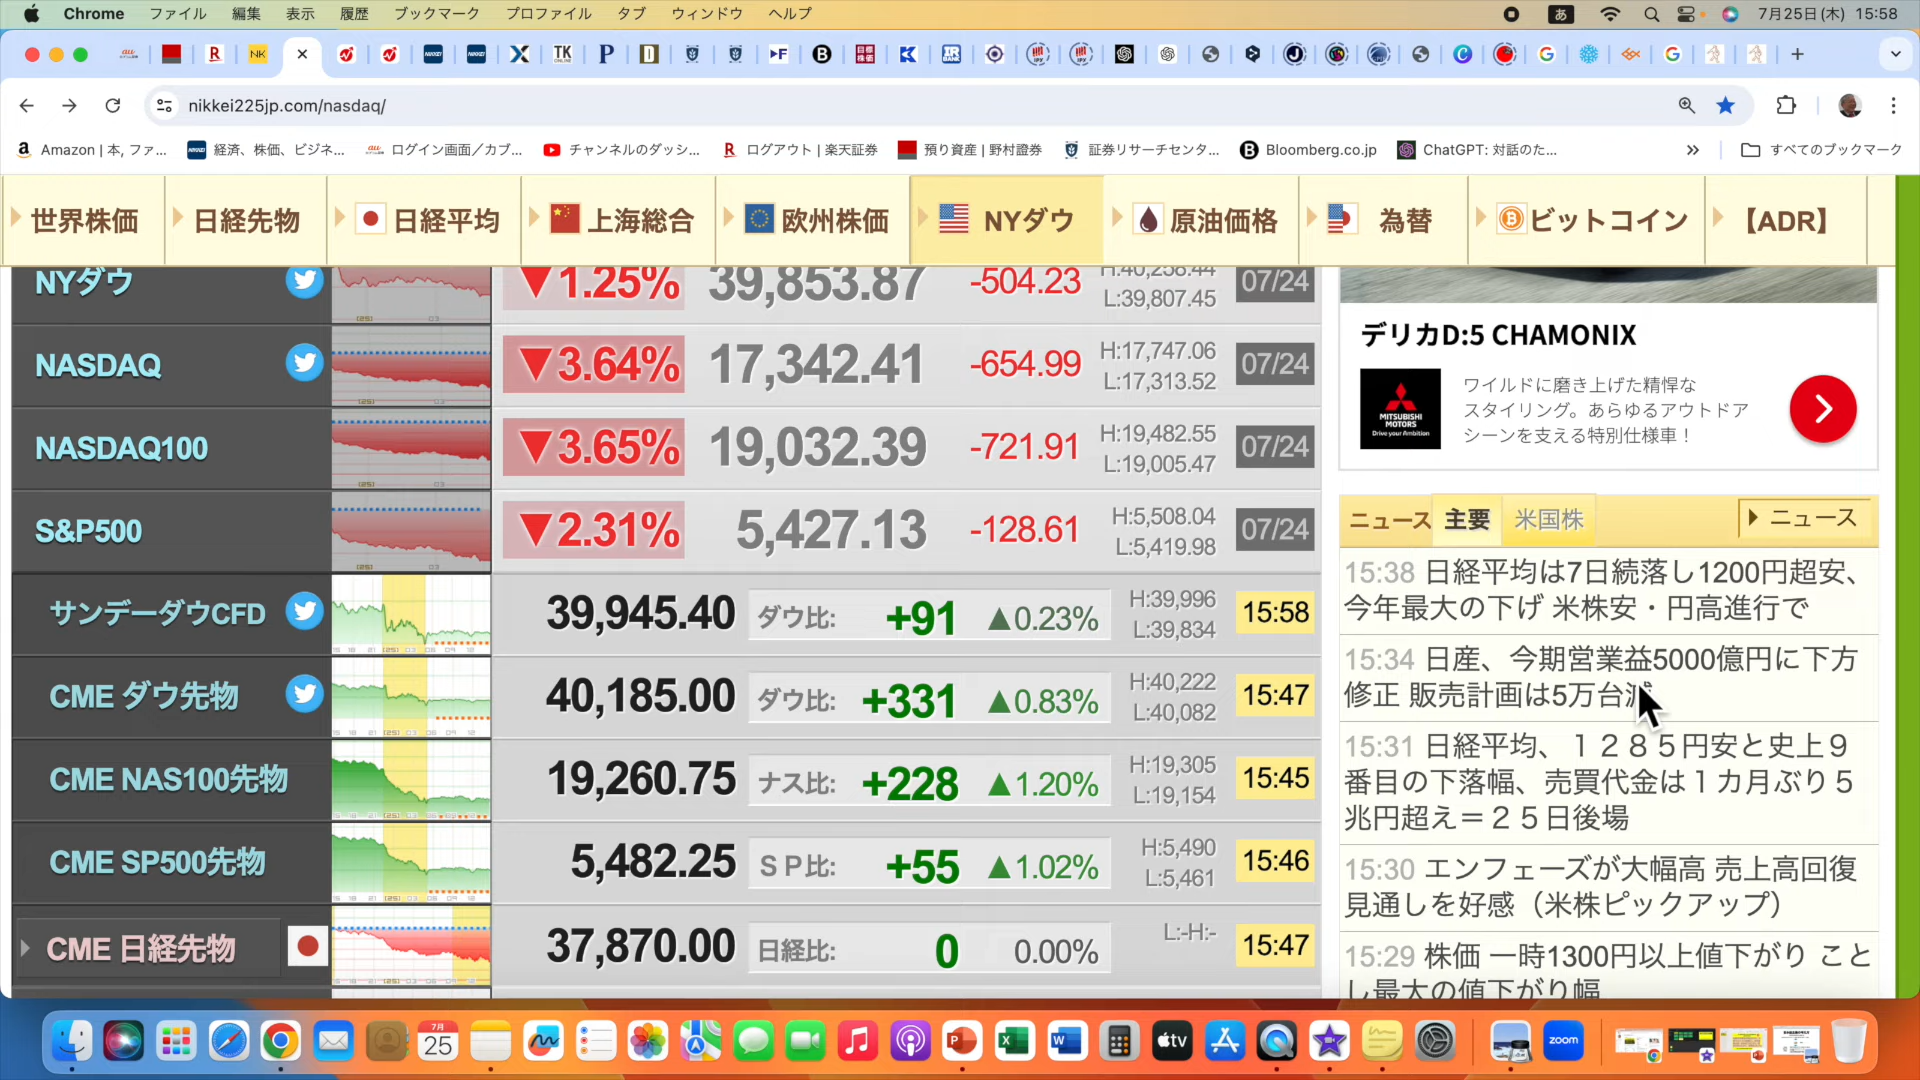 Chrome ファイル 編集 表示 履歴 ブックマーク プロファイル タブ ウィンドウ ヘルプ あ 7月25日(木) 15:58
nikkei225jp.com/nasdaq/
Amazon | 本, ファ... 経済、株価、ビジネ... ログイン画面／カブ... チャンネルのダッシ... ログアウト | 楽天証券 預り資産 | 野村證券 証券リサーチセンタ... Bloomberg.co.jp ChatGPT: 対話のた... すべてのブックマーク
世界株価 日経先物 日経平均 上海総合 欧州株価 NYダウ 原油価格 為替 ビットコイン 【ADR】
NYダウ ▼1.25% 39,853.87 -504.23 H:40,258.44 L:39,807.45 07/24
NASDAQ ▼3.64% 17,342.41 -654.99 H:17,747.06 L:17,313.52 07/24
NASDAQ100 ▼3.65% 19,032.39 -721.91 H:19,482.55 L:19,005.47 07/24
S&P500 ▼2.31% 5,427.13 -128.61 H:5,508.04 L:5,419.98 07/24
サンデーダウCFD 39,945.40 ダウ比: +91 ▲0.23% H:39,996 L:39,834 15:58
CME ダウ先物 40,185.00 ダウ比: +331 ▲0.83% H:40,222 L:40,082 15:47
CME NAS100先物 19,260.75 ナス比: +228 ▲1.20% H:19,305 L:19,154 15:45
CME SP500先物 5,482.25 ＳＰ比: +55 ▲1.02% H:5,490 L:5,461 15:46
CME 日経先物 37,870.00 日経比: 0 0.00% L:-H:- 15:47
デリカD:5 CHAMONIX
MITSUBISHI
MOTORS
Drive your Ambition
ワイルドに磨き上げた精悍な
スタイリング。あらゆるアウトドア
シーンを支える特別仕様車！
ニュース 主要 米国株 ニュース
15:38 日経平均は7日続落し1200円超安、
今年最大の下げ 米株安・円高進行で
15:34 日産、今期営業益5000億円に下方
修正 販売計画は5万台減
15:31 日経平均、１２８５円安と史上９
番目の下落幅、売買代金は１カ月ぶり５
兆円超え＝２５日後場
15:30 エンフェーズが大幅高 売上高回復
見通しを好感（米株ピックアップ）
15:29 株価 一時1300円以上値下がり こと
し最大の値下がり幅
7月
25
tv
zoom